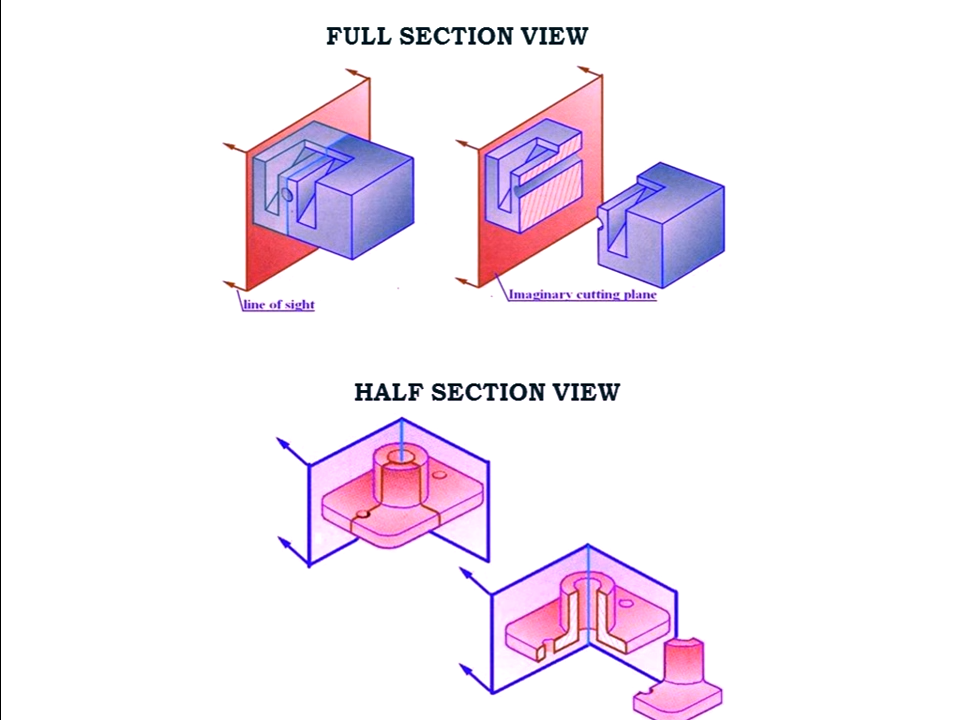 FULL SECTION VIEW
line of sight
Imaginary cutting plane
HALF SECTION VIEW